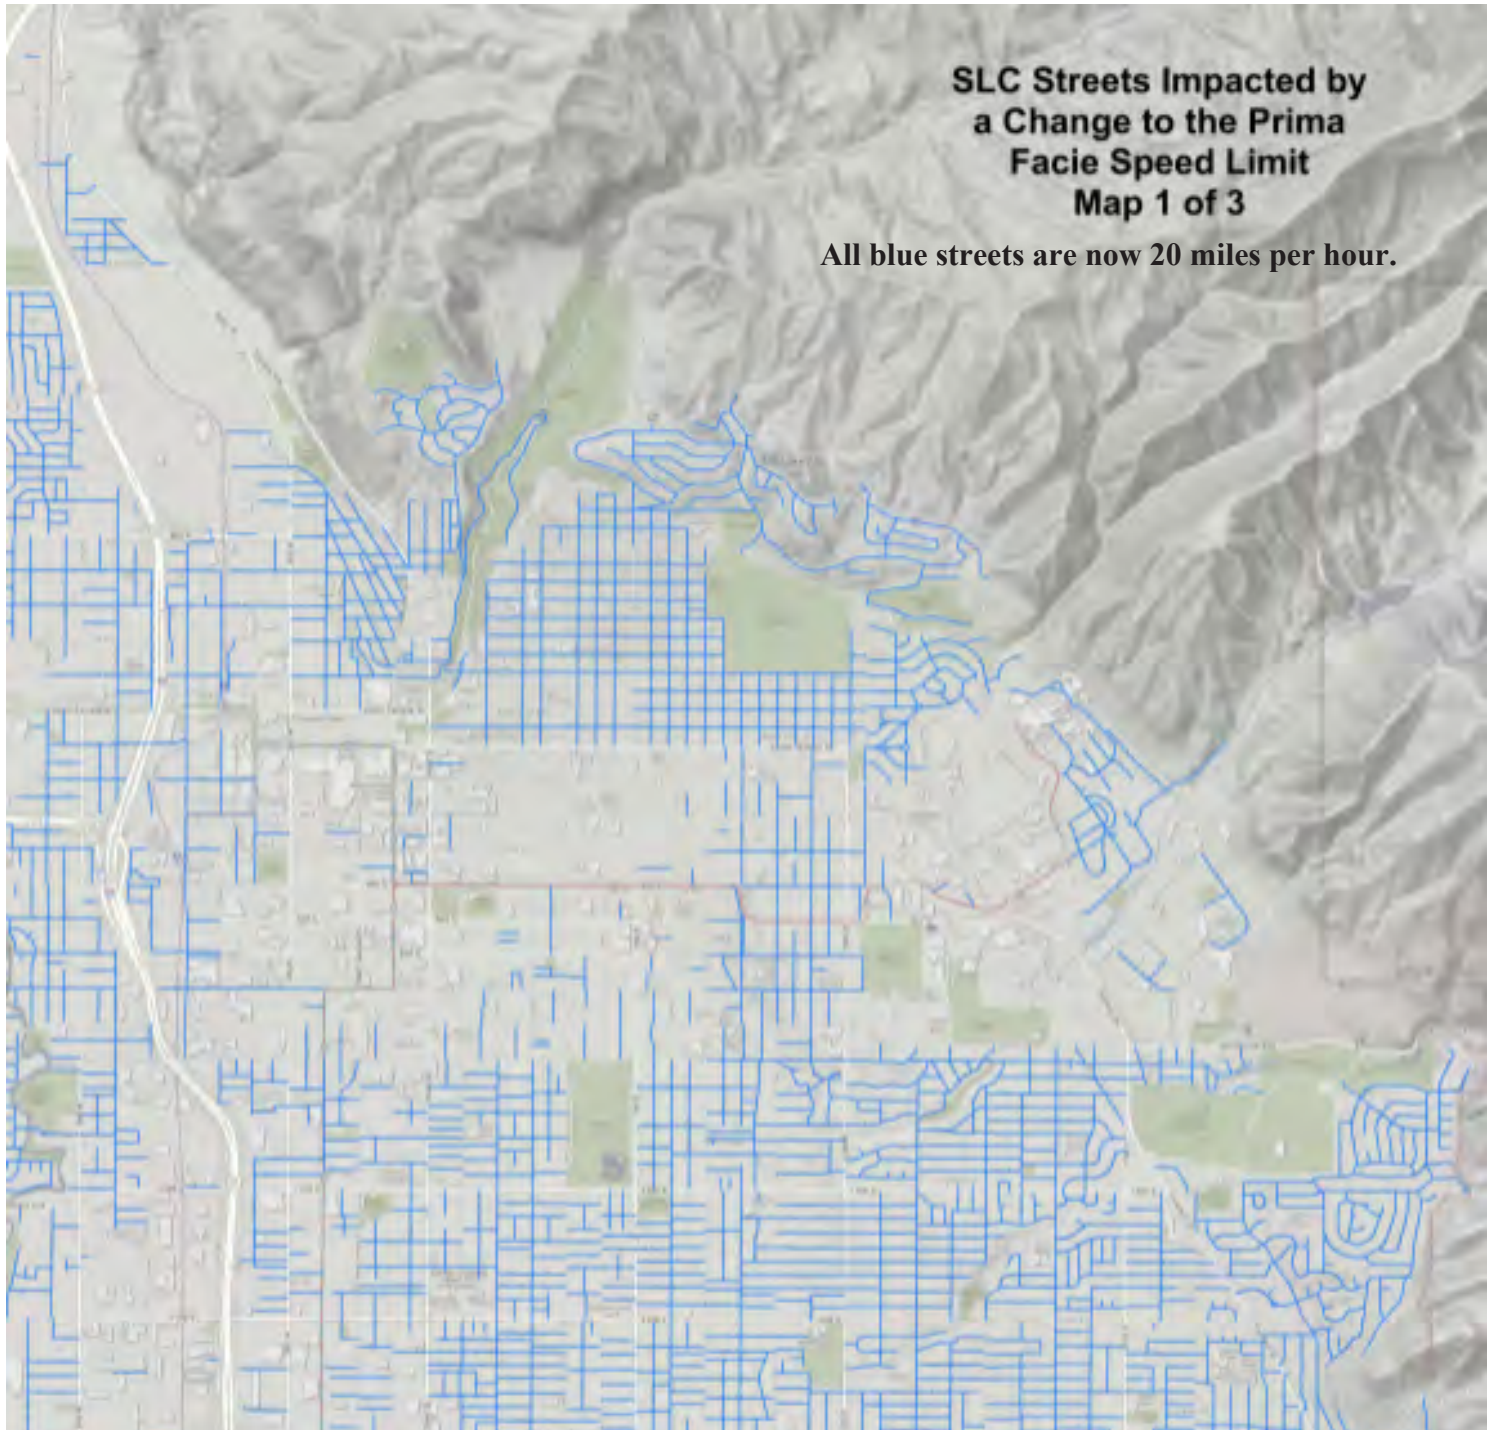 SLC Streets Impacted by
a Change to the Prima
Facie Speed Limit
Map 1 of 3
All blue streets are now 20 miles per hour.